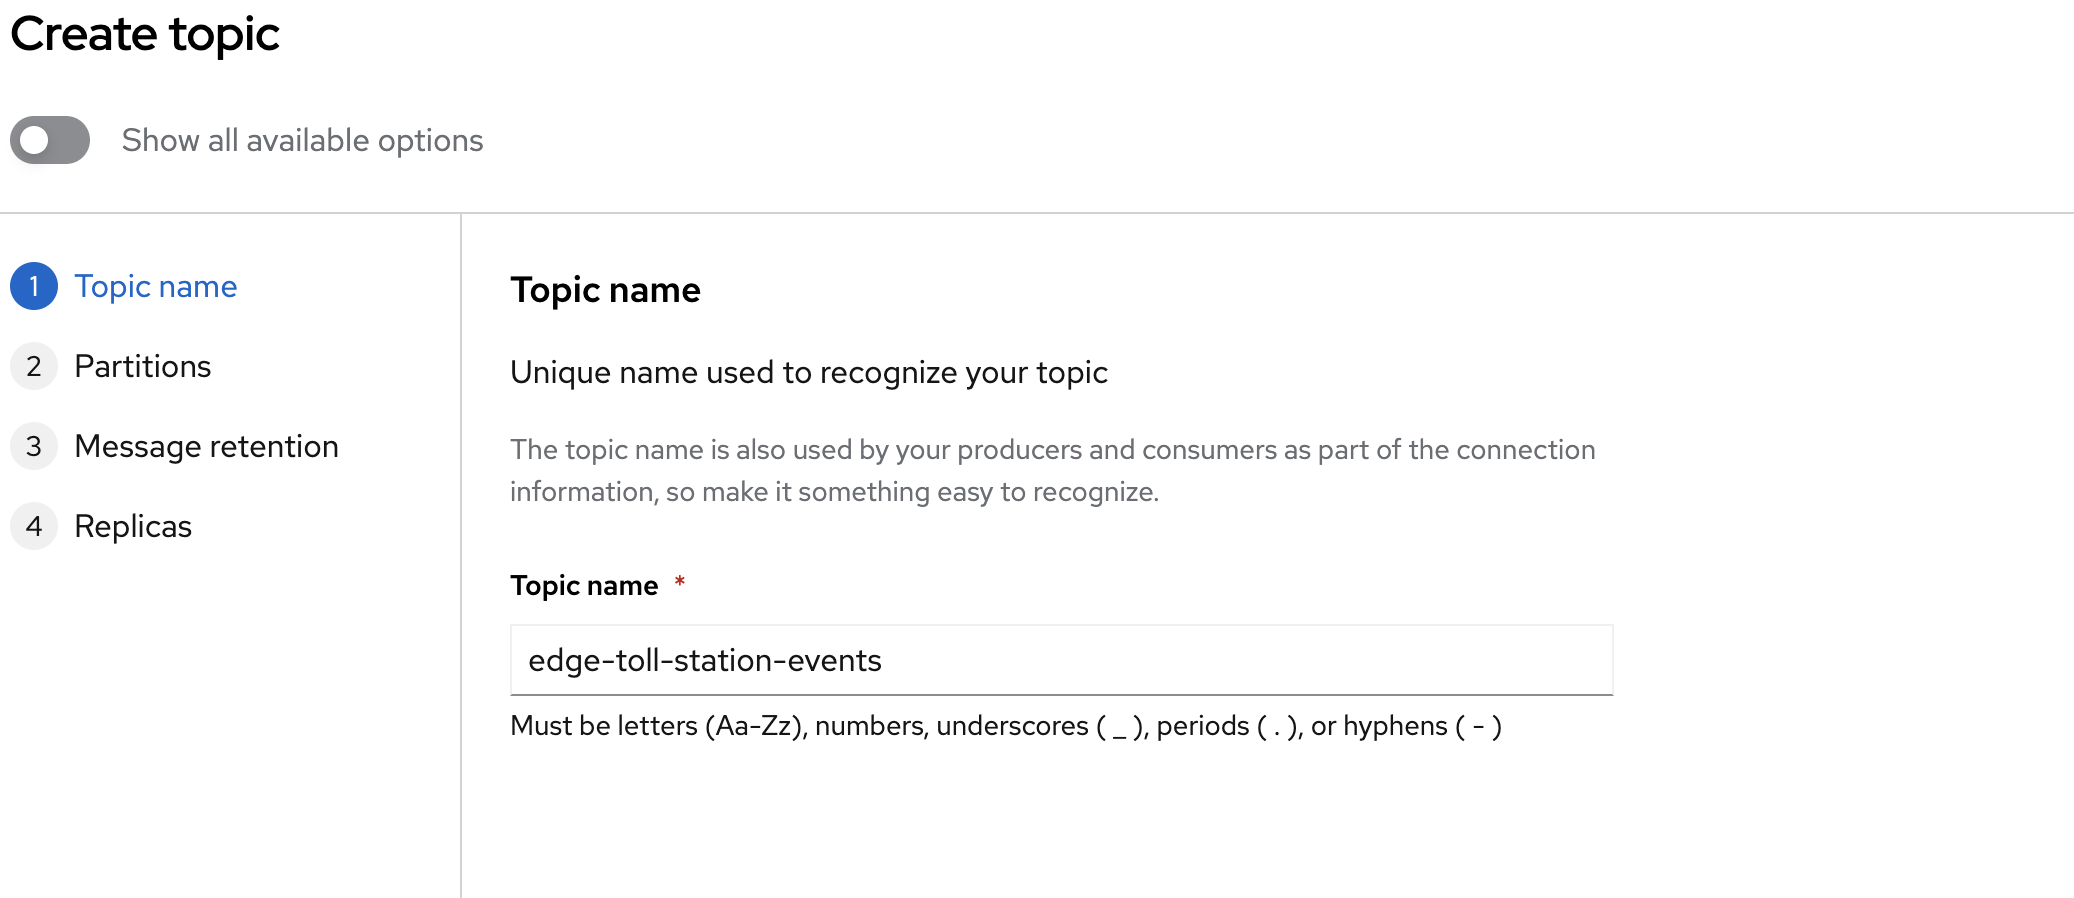 Create topic
Show all available options
1 Topic name
2 Partitions
3 Message retention
4 Replicas
Topic name
Unique name used to recognize your topic
The topic name is also used by your producers and consumers as part of the connection
information, so make it something easy to recognize.
Topic name *
edge-toll-station-events
Must be letters (Aa-Zz), numbers, underscores ( _ ), periods ( . ), or hyphens ( - )